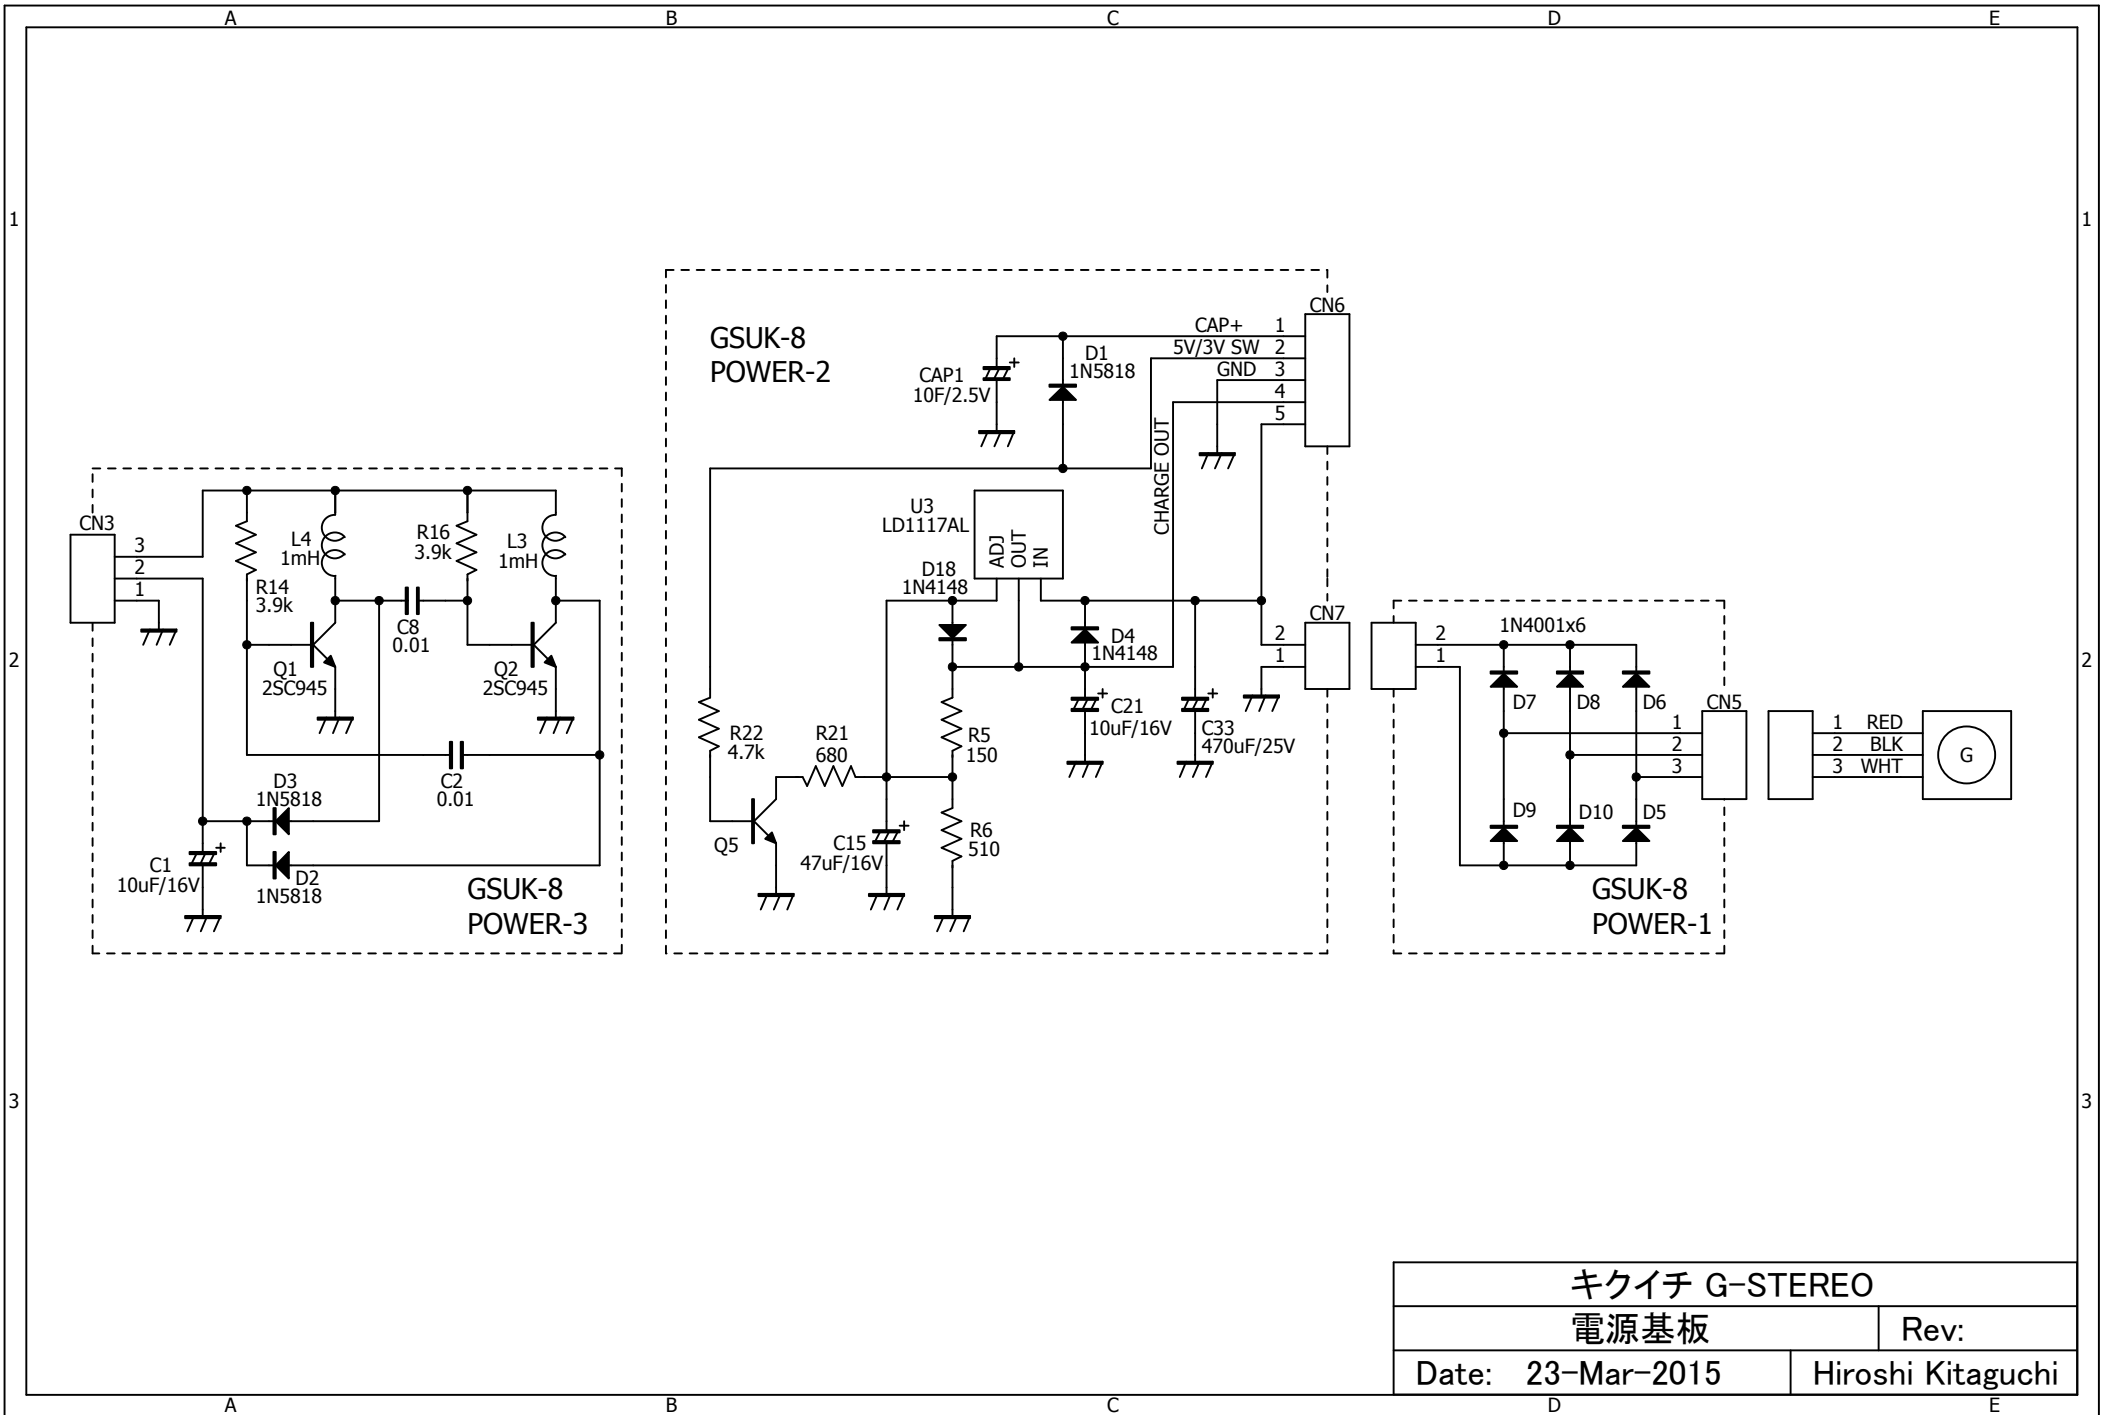 A B C D E
1 1
2 2
3 3
A B C D E
GSUK-8
POWER-3
CN3
3
2
1
R14
3.9k
L4
1mH
R16
3.9k
L3
1mH
C8
0.01
Q1
2SC945
Q2
2SC945
C2
0.01
D3
1N5818
D2
1N5818
C1
10uF/16V
+
GSUK-8
POWER-2
CAP1
10F/2.5V
+
D1
1N5818
CN6
CAP+ 1
5V/3V SW 2
GND 3
4
5
CHARGE OUT
U3
LD1117AL
ADJ
OUT
IN
D18
1N4148
D4
1N4148
CN7
2
1
C21
10uF/16V
+
C33
470uF/25V
+
R22
4.7k
R21
680
R5
150
R6
510
Q5
C15
47uF/16V
+
2
1
1N4001x6
D7
D8
D6
D9
D10
D5
CN5
1
2
3
GSUK-8
POWER-1
1 RED
2 BLK
3 WHT
G
キクイチ G-STEREO
電源基板 Rev:
Date: 23-Mar-2015 Hiroshi Kitaguchi